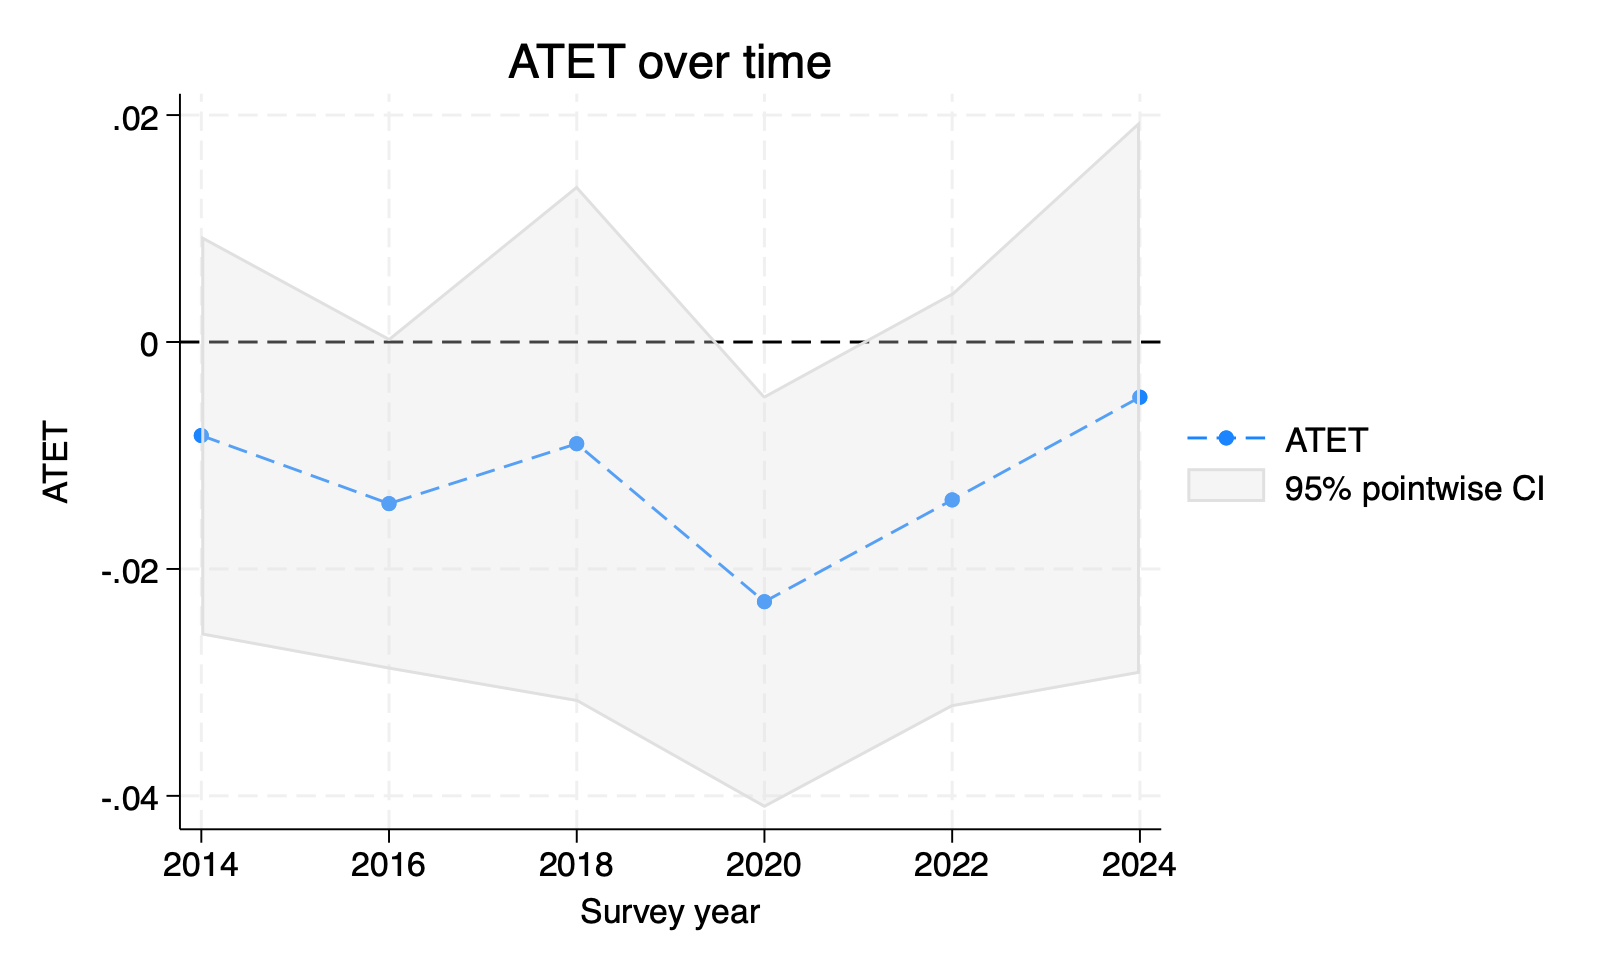 ATET over time
.02
0
-.02
-.04
ATET
2014 2016 2018 2020 2022 2024
Survey year
ATET
95% pointwise CI